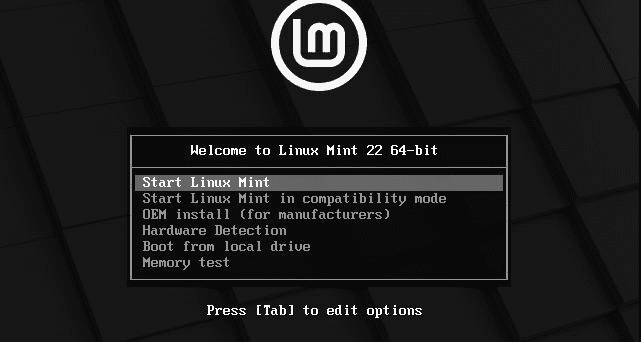 Welcome to Linux Mint 22 64-bit
Start Linux Mint
Start Linux Mint in compatibility mode
OEM install (for manufacturers)
Hardware Detection
Boot from local drive
Memory test
Press [Tab] to edit options